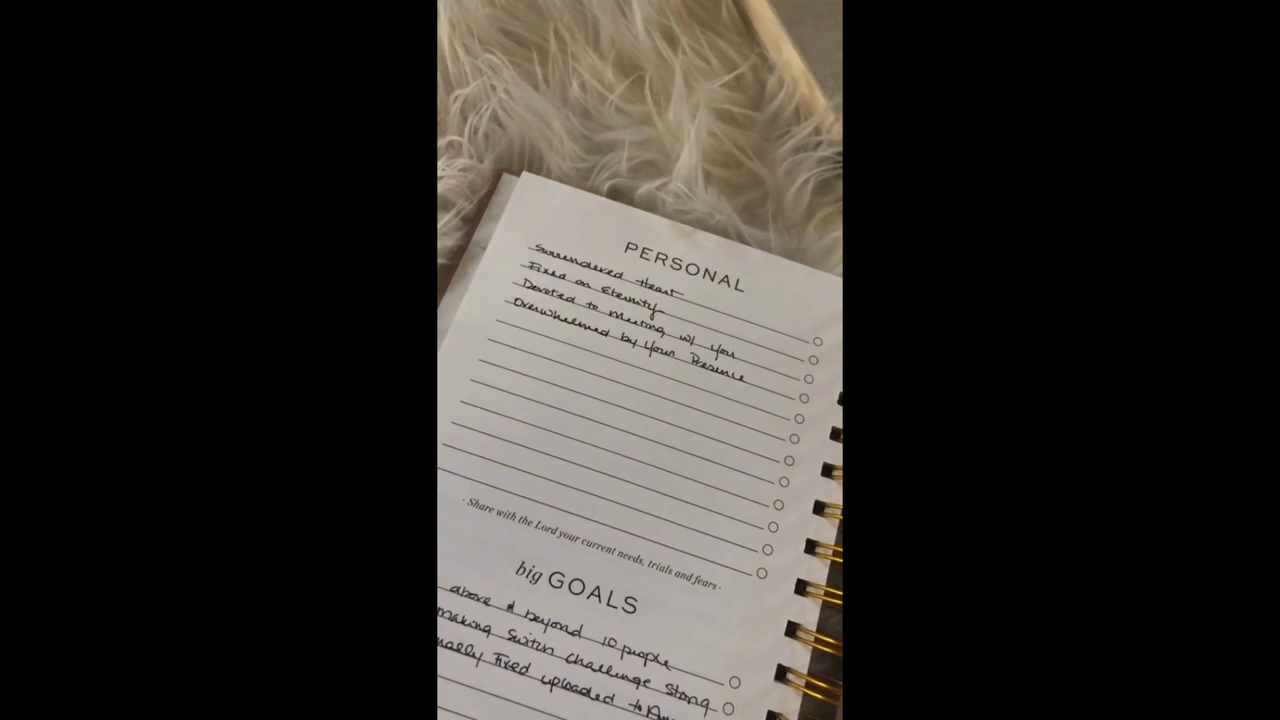 PERSONAL
Surrendered Heart
Fixed on Eternity
Devoted to Meeting w/ You
Overwhelmed by Your Presence
· Share with the Lord your current needs, trials and fears ·
big GOALS
above & beyond 10 people
making Switch Challenge Strong
Fixed uploaded to